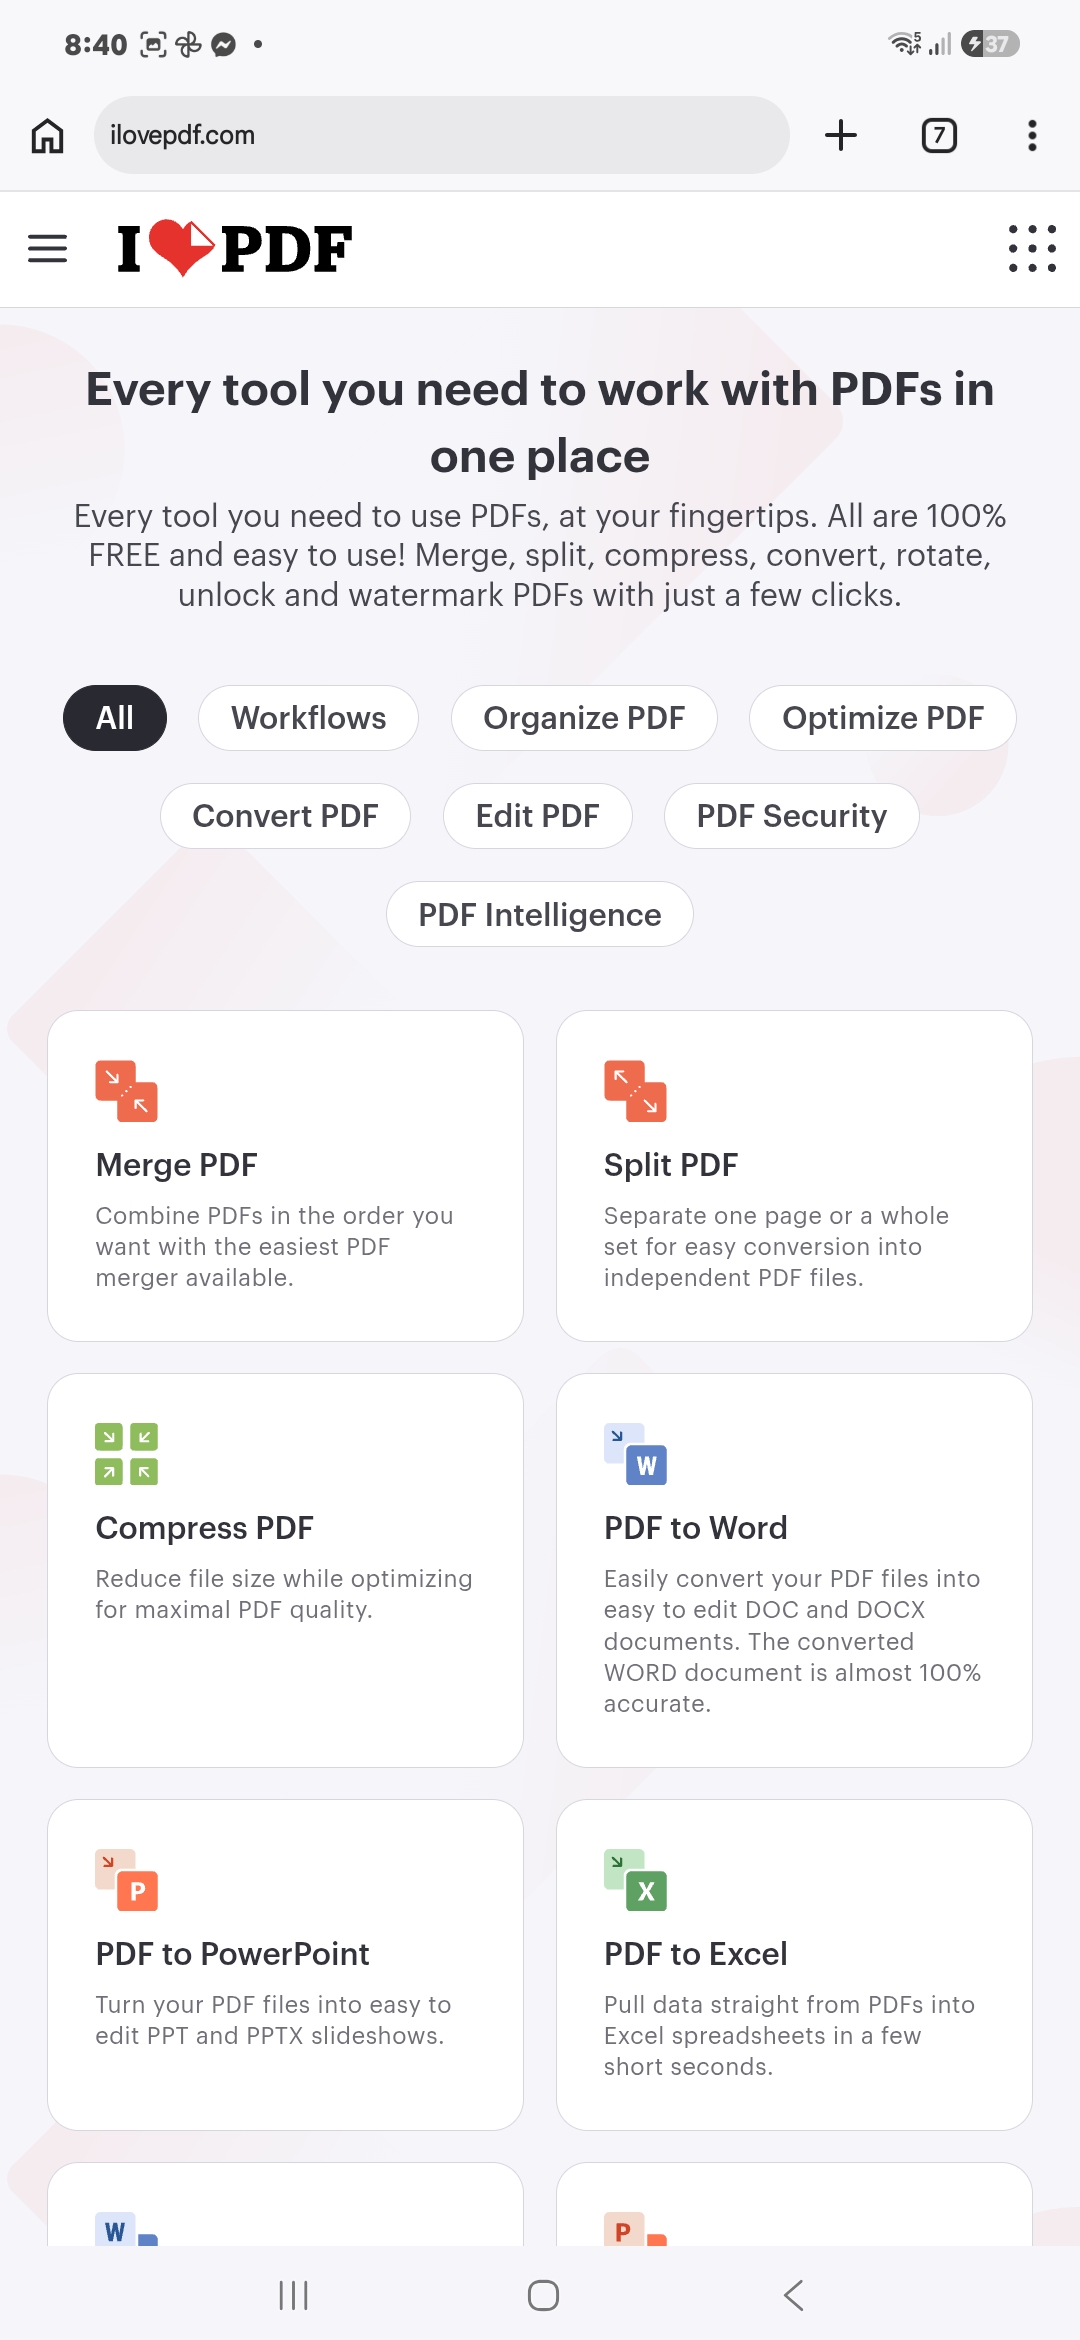 8:40
5
37
ilovepdf.com
7
I PDF
Every tool you need to work with PDFs in
one place
Every tool you need to use PDFs, at your fingertips. All are 100%
FREE and easy to use! Merge, split, compress, convert, rotate,
unlock and watermark PDFs with just a few clicks.
All
Workflows
Organize PDF
Optimize PDF
Convert PDF
Edit PDF
PDF Security
PDF Intelligence
Merge PDF
Combine PDFs in the order you
want with the easiest PDF
merger available.
Split PDF
Separate one page or a whole
set for easy conversion into
independent PDF files.
Compress PDF
Reduce file size while optimizing
for maximal PDF quality.
W
PDF to Word
Easily convert your PDF files into
easy to edit DOC and DOCX
documents. The converted
WORD document is almost 100%
accurate.
P
PDF to PowerPoint
Turn your PDF files into easy to
edit PPT and PPTX slideshows.
X
PDF to Excel
Pull data straight from PDFs into
Excel spreadsheets in a few
short seconds.
W
P